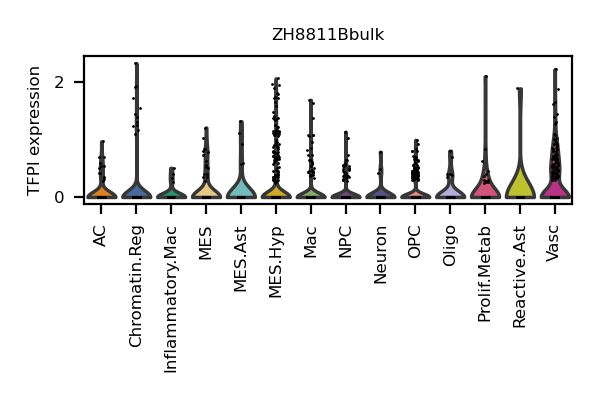 ZH8811Bbulk
TFPI expression
2
0
AC
Chromatin.Reg
Inflammatory.Mac
MES
MES.Ast
MES.Hyp
Mac
NPC
Neuron
OPC
Oligo
Prolif.Metab
Reactive.Ast
Vasc